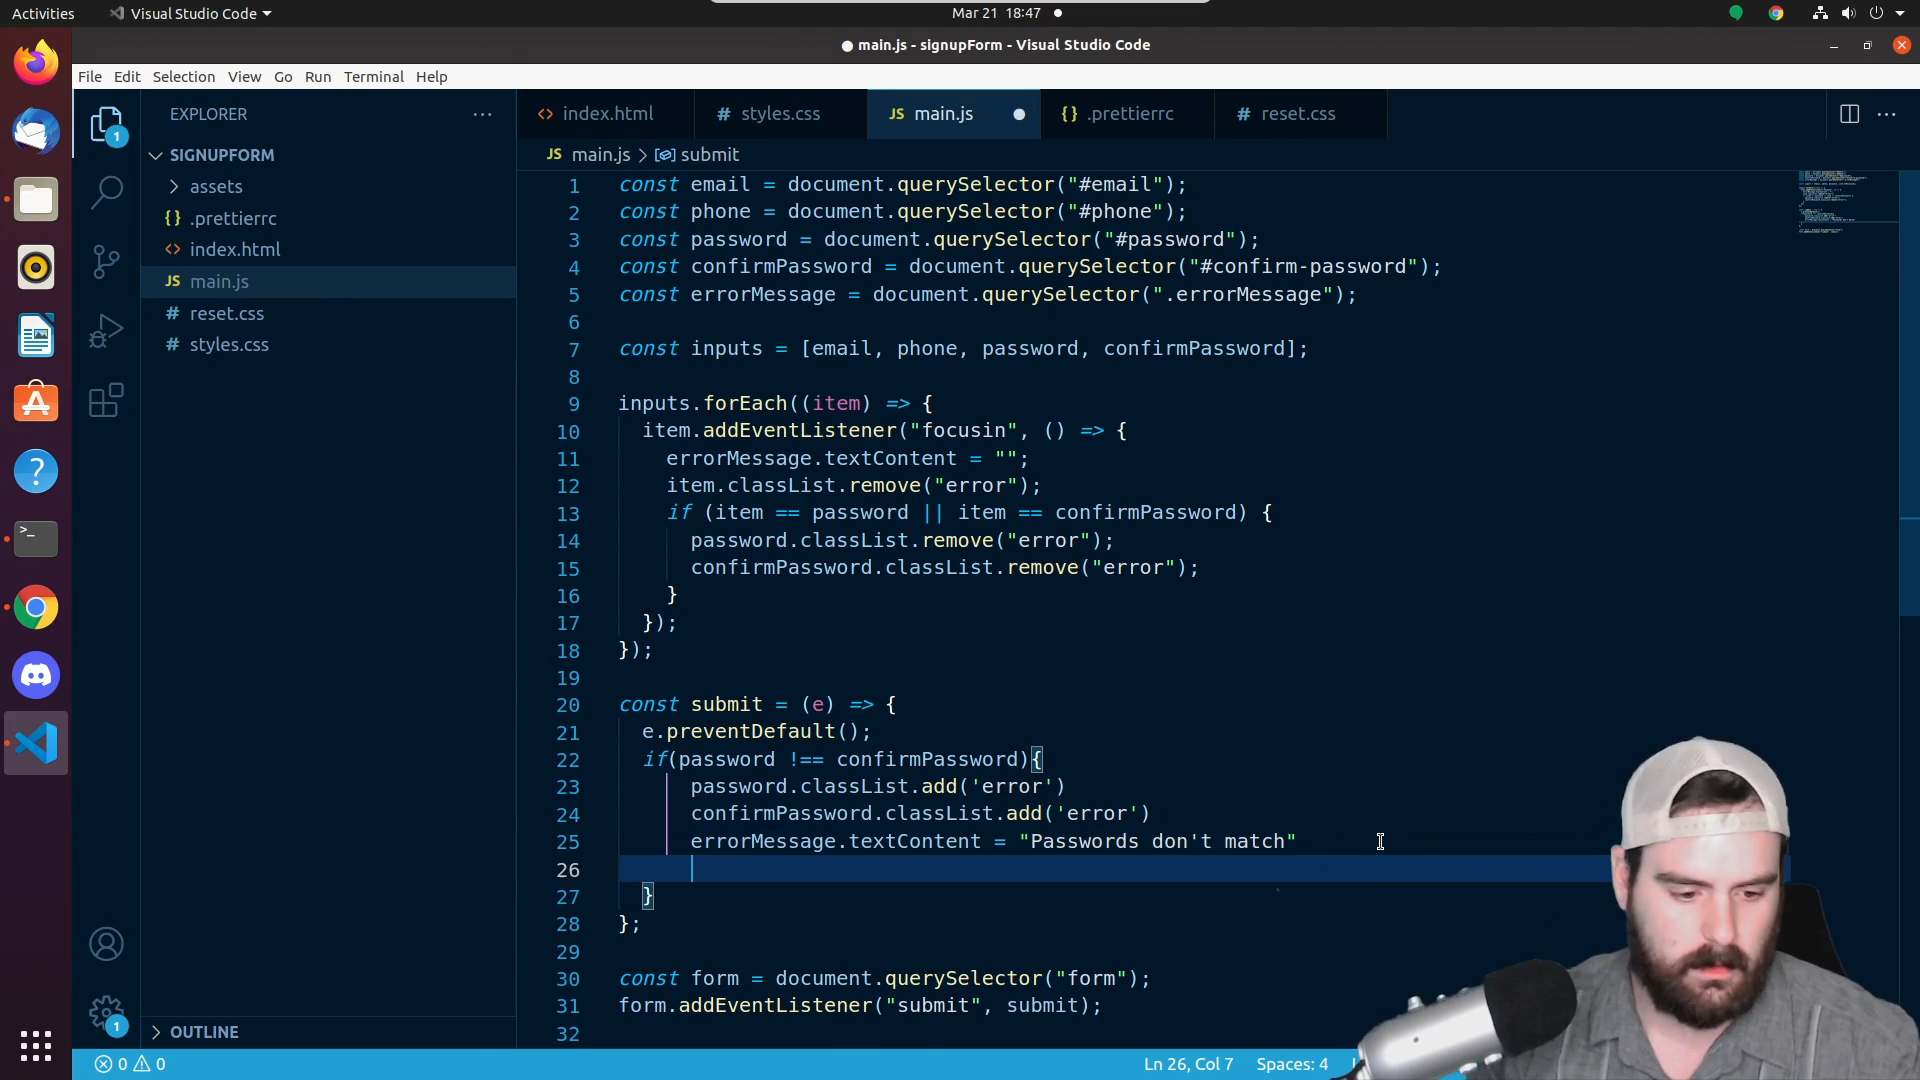 Activities
Visual Studio Code
Mar 21 18:47
main.js - signupForm - Visual Studio Code
File Edit Selection View Go Run Terminal Help
EXPLORER
SIGNUPFORM
assets
{} .prettierrc
<> index.html
JS main.js
# reset.css
# styles.css
OUTLINE
1
1
<> index.html
# styles.css
JS main.js
{} .prettierrc
# reset.css
JS main.js > submit
1 const email = document.querySelector("#email");
2 const phone = document.querySelector("#phone");
3 const password = document.querySelector("#password");
4 const confirmPassword = document.querySelector("#confirm-password");
5 const errorMessage = document.querySelector(".errorMessage");
6
7 const inputs = [email, phone, password, confirmPassword];
8
9 inputs.forEach((item) => {
10 item.addEventListener("focusin", () => {
11 errorMessage.textContent = "";
12 item.classList.remove("error");
13 if (item == password || item == confirmPassword) {
14 password.classList.remove("error");
15 confirmPassword.classList.remove("error");
16 }
17 });
18 });
19
20 const submit = (e) => {
21 e.preventDefault();
22 if(password !== confirmPassword){
23 password.classList.add('error')
24 confirmPassword.classList.add('error')
25 errorMessage.textContent = "Passwords don't match"
26
27 }
28 };
29
30 const form = document.querySelector("form");
31 form.addEventListener("submit", submit);
32
0 0
Ln 26, Col 7 Spaces: 4